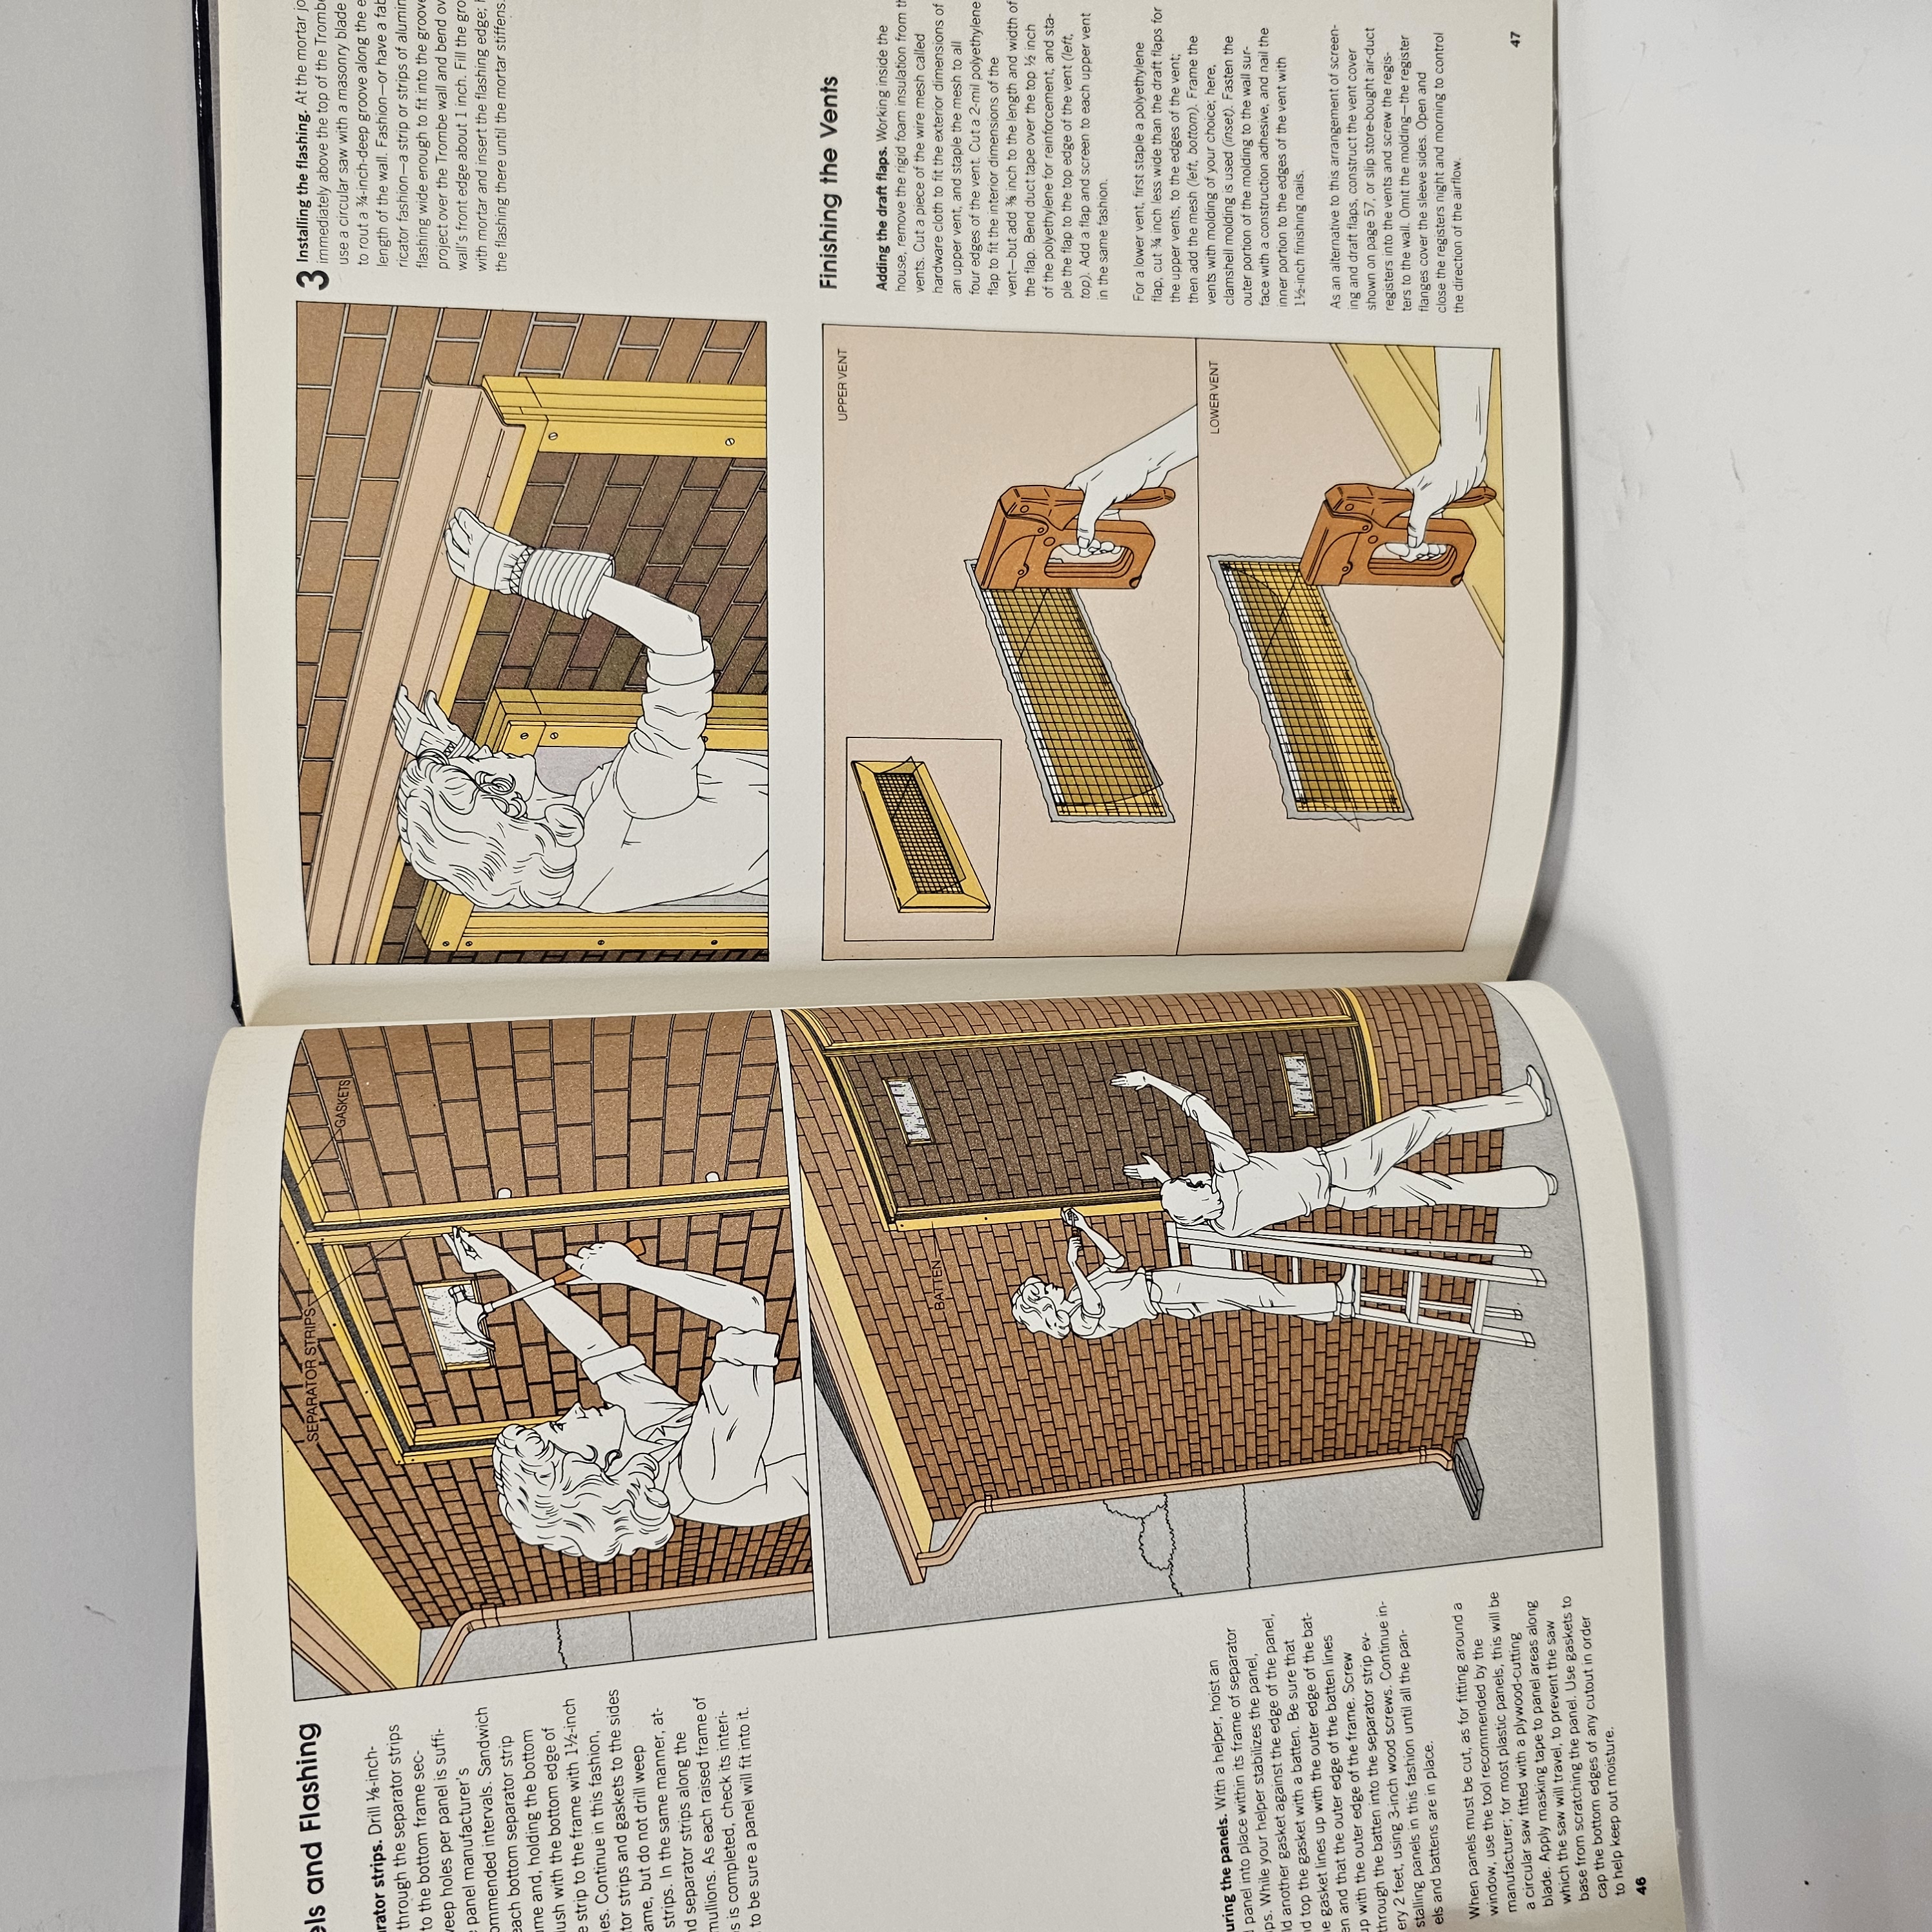 els and Flashing
rator strips. Drill ⅛-inch-
through the separator strips
to the bottom frame sec-
weep holes per panel is suffi-
panel manufacturer's
ommended intervals. Sandwich
each bottom separator strip
me and, holding the bottom
lush with the bottom edge of
e strip to the frame with 1½-inch
es. Continue in this fashion,
tor strips and gaskets to the sides
ame, but do not drill weep
strips. In the same manner, at-
nd separator strips along the
mullions. As each raised frame of
s is completed, check its interi-
to be sure a panel will fit into it.
SEPARATOR STRIPS
GASKETS
uring the panels. With a helper, hoist an
panel into place within its frame of separator
ips. While your helper stabilizes the panel,
ld another gasket against the edge of the panel,
nd top the gasket with a batten. Be sure that
he gasket lines up with the outer edge of the bat-
en and that the outer edge of the batten lines
up with the outer edge of the frame. Screw
through the batten into the separator strip ev-
ery 2 feet, using 3-inch wood screws. Continue in-
stalling panels in this fashion until all the pan-
els and battens are in place.
When panels must be cut, as for fitting around a
window, use the tool recommended by the
manufacturer; for most plastic panels, this will be
a circular saw fitted with a plywood-cutting
blade. Apply masking tape to panel areas along
which the saw will travel, to prevent the saw
base from scratching the panel. Use gaskets to
cap the bottom edges of any cutout in order
to help keep out moisture.
BATTEN
46
3 Installing the flashing. At the mortar jo
immediately above the top of the Tromb
use a circular saw with a masonry blade
to rout a ¾-inch-deep groove along the e
length of the wall. Fashion—or have a fab
ricator fashion—a strip or strips of alumin
flashing wide enough to fit into the groove
project over the Trombe wall and bend ov
wall's front edge about 1 inch. Fill the gro
with mortar and insert the flashing edge; h
the flashing there until the mortar stiffens.
UPPER VENT
LOWER VENT
Finishing the Vents
Adding the draft flaps. Working inside the
house, remove the rigid foam insulation from th
vents. Cut a piece of the wire mesh called
hardware cloth to fit the exterior dimensions of
an upper vent, and staple the mesh to all
four edges of the vent. Cut a 2-mil polyethylene
flap to fit the interior dimensions of the
vent—but add ⅜ inch to the length and width of
the flap. Bend duct tape over the top ½ inch
of the polyethylene for reinforcement, and sta-
ple the flap to the top edge of the vent (left,
top). Add a flap and screen to each upper vent
in the same fashion.
For a lower vent, first staple a polyethylene
flap, cut ¾ inch less wide than the draft flaps for
the upper vents, to the edges of the vent;
then add the mesh (left, bottom). Frame the
vents with molding of your choice; here,
clamshell molding is used (inset). Fasten the
outer portion of the molding to the wall sur-
face with a construction adhesive, and nail the
inner portion to the edges of the vent with
1½-inch finishing nails.
As an alternative to this arrangement of screen-
ing and draft flaps, construct the vent cover
shown on page 57, or slip store-bought air-duct
registers into the vents and screw the regis-
ters to the wall. Omit the molding—the register
flanges cover the sleeve sides. Open and
close the registers night and morning to control
the direction of the airflow.
47